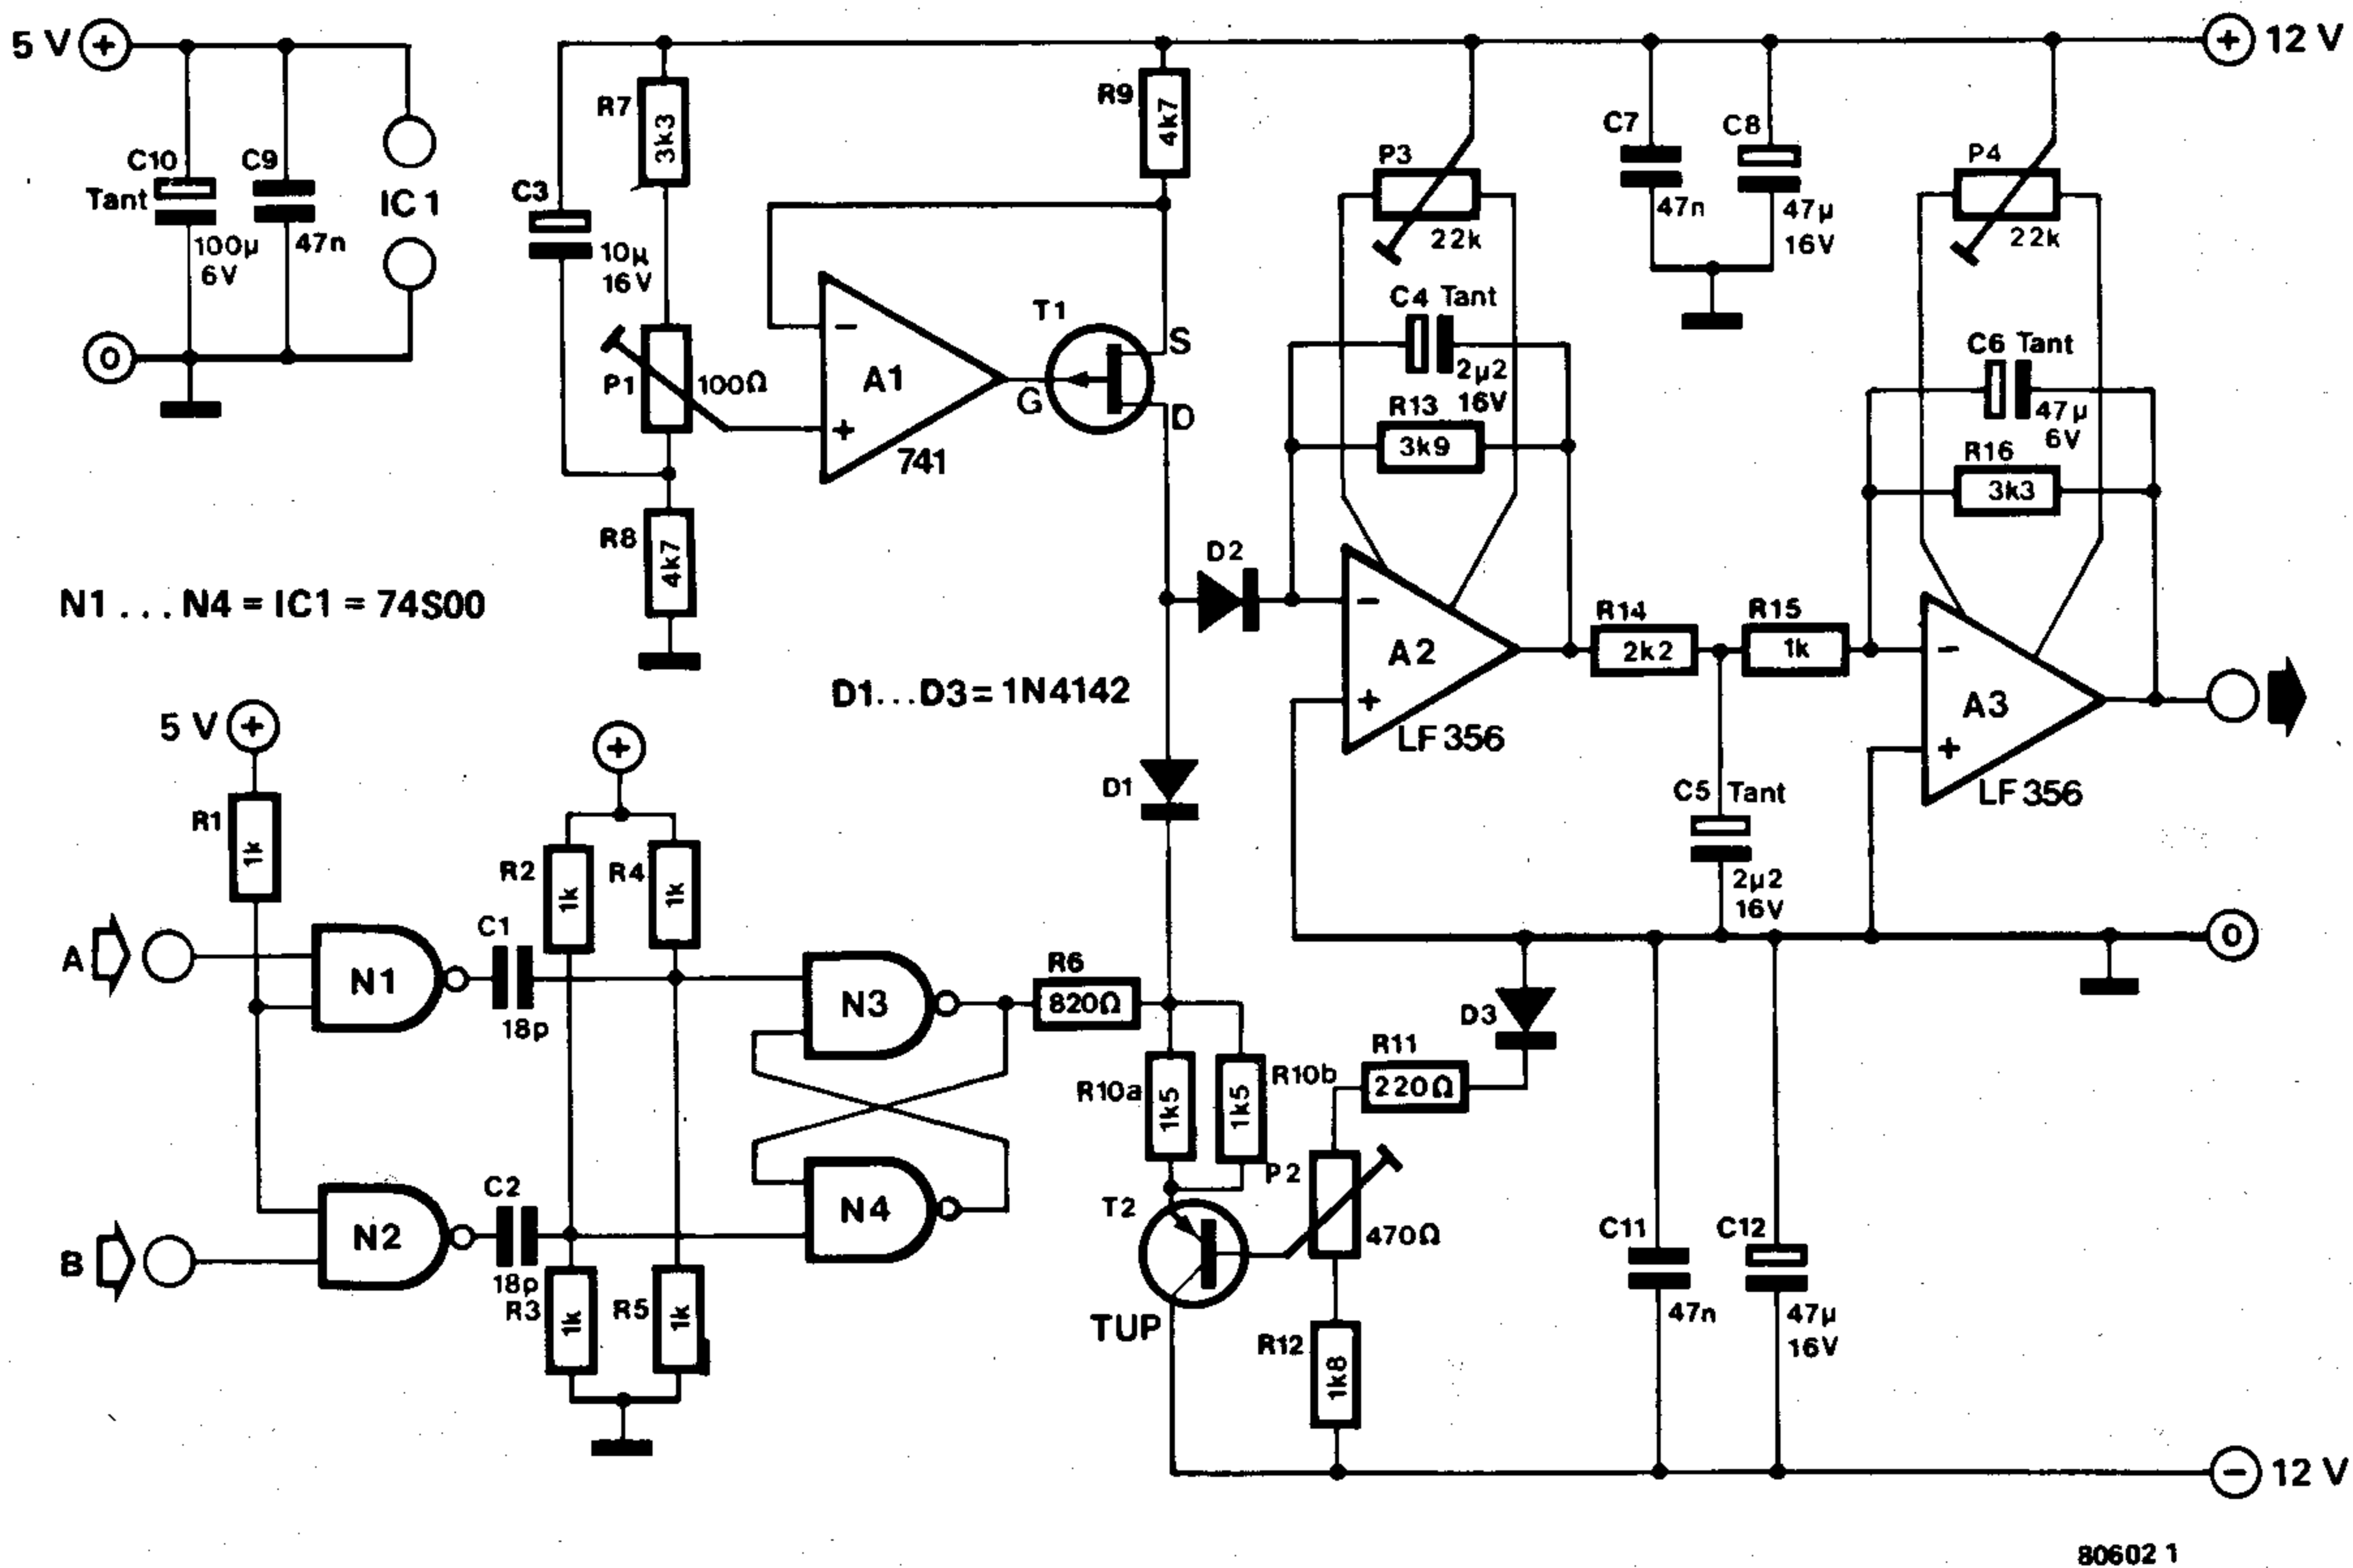 5 V +
+ 12 V
C10
Tant
100µ
6V
C9
47n
IC 1
0
R7
3k3
C3
10µ
16V
P1
100Ω
R8
4k7
A1
-
+
741
R9
4k7
T1
S
G
D
P3
22k
C7
47n
C8
47µ
16V
P4
22k
C4 Tant
2µ2
16V
R13
3k9
C6 Tant
47µ
6V
R16
3k3
N1 ... N4 = IC1 = 74S00
D2
-
A2
+
LF 356
R14
2k2
R15
1k
-
A3
+
LF 356
D1...D3 = 1N4142
5 V +
R1
1k
+
R2
1k
R4
1k
D1
C5 Tant
2µ2
16V
0
A
N1
C1
18p
N3
R6
820Ω
D3
R11
220Ω
R10a
1k5
R10b
1k5
P2
470Ω
B
N2
C2
18p
N4
T2
TUP
R3
1k
R5
1k
R12
1k8
C11
47n
C12
47µ
16V
- 12 V
80602 1